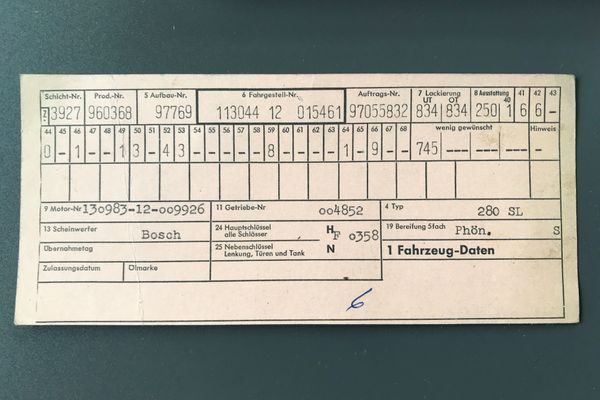 Schicht-Nr. Prod.-Nr. 5 Aufbau-Nr. 6 Fahrgestell-Nr. Auftrags-Nr. 7 Lackierung 8 Ausstattung 41 42 43
UT OT 40
7 3927 960368 97769 113044 12 015461 97055832 834 834 250 1 6 6 –
44 45 46 47 48 49 50 51 52 53 54 55 56 57 58 59 60 61 62 63 64 65 66 67 68 wenig gewünscht Hinweis
0 – 1 – – 1 3 – 4 3 – – – – – 8 – – – – 1 – 9 – – 745 ——— ——— ——— –
9 Motor-Nr 130983-12-009926 11 Getriebe-Nr 004852 4 Typ 280 SL
13 Scheinwerfer Bosch 24 Hauptschlüssel alle Schlösser H F 0358 19 Bereifung 5fach Phön. S
Übernahmetag 25 Nebenschlüssel Lenkung, Türen und Tank N 1 Fahrzeug-Daten
Zulassungsdatum Ölmarke
6